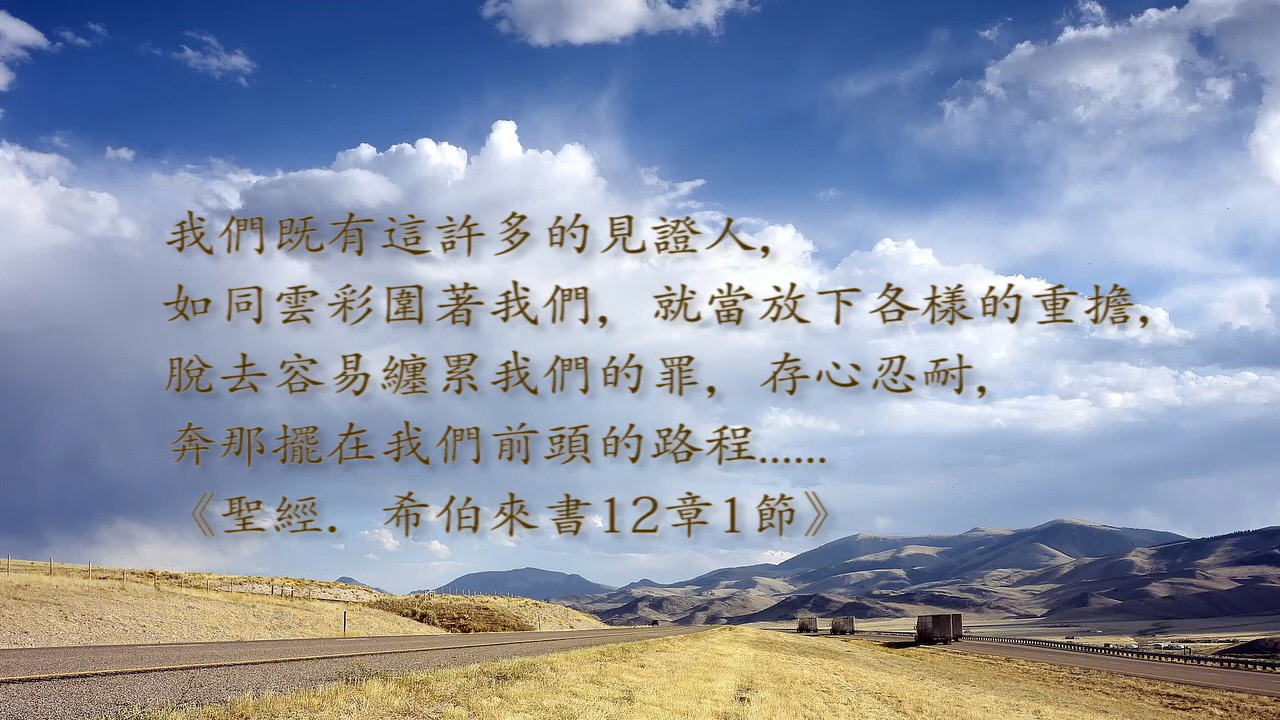 我們既有這許多的見證人，
如同雲彩圍著我們，就當放下各樣的重擔，
脫去容易纏累我們的罪，存心忍耐，
奔那擺在我們前頭的路程……
《聖經．希伯來書12章1節》